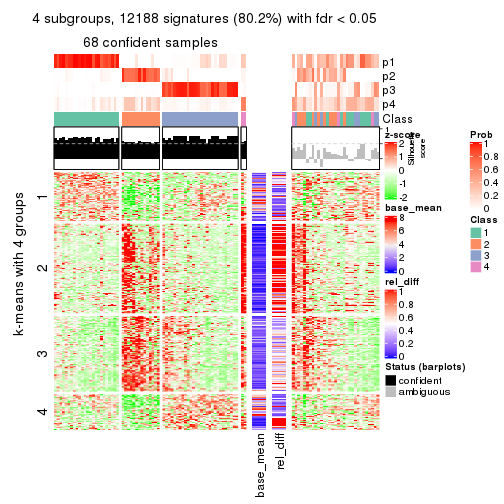 4 subgroups, 12188 signatures (80.2%) with fdr < 0.05
68 confident samples
p1
p2
p3
p4
Class
1
Silhouette
score
z-score
2
1
0
-1
-2
base_mean
8
6
4
2
0
rel_diff
1
0.8
0.6
0.4
0.2
0
Status (barplots)
confident
ambiguous
Prob
1
0.8
0.6
0.4
0.2
0
Class
1
2
3
4
k-means with 4 groups
1
2
3
4
base_mean
rel_diff